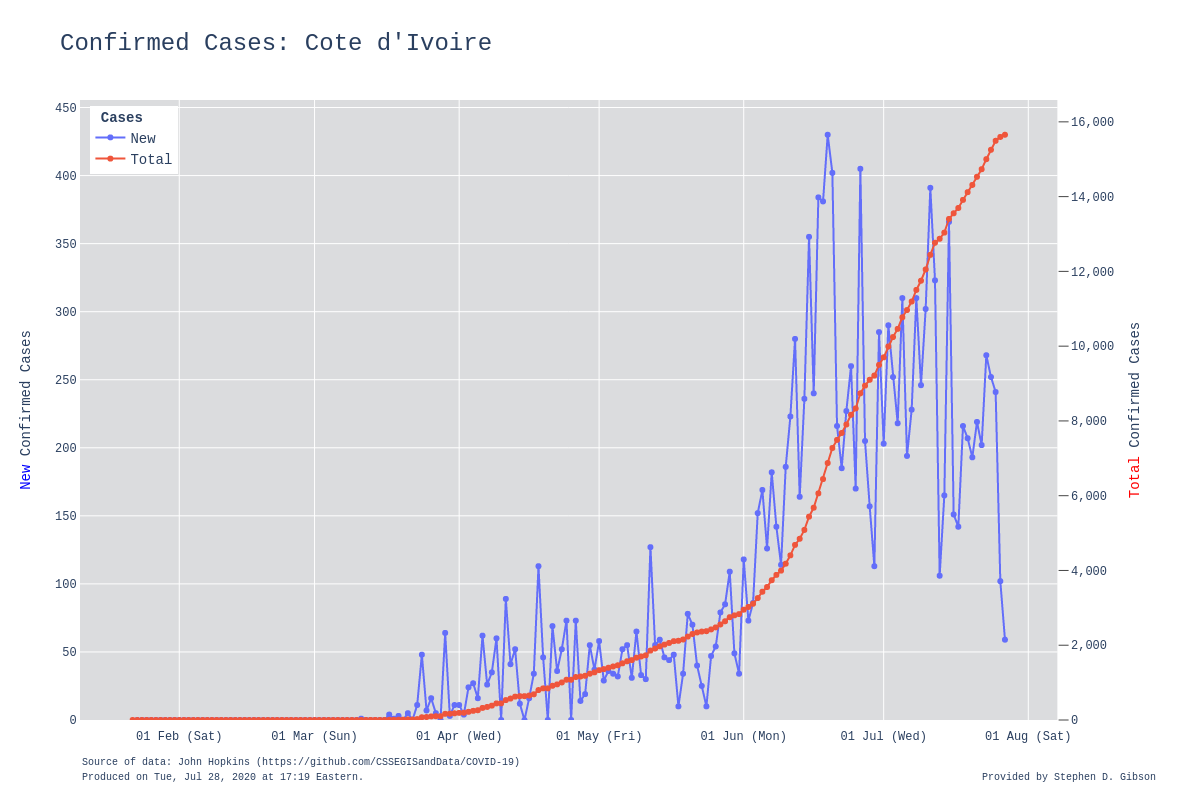 Confirmed Cases: Cote d'Ivoire
Cases
New
Total
450
400
350
300
250
200
150
100
50
0
New Confirmed Cases
16,000
14,000
12,000
10,000
8,000
6,000
4,000
2,000
0
Total Confirmed Cases
01 Feb (Sat)
01 Mar (Sun)
01 Apr (Wed)
01 May (Fri)
01 Jun (Mon)
01 Jul (Wed)
01 Aug (Sat)
Source of data: John Hopkins (https://github.com/CSSEGISandData/COVID-19)
Produced on Tue, Jul 28, 2020 at 17:19 Eastern.
Provided by Stephen D. Gibson